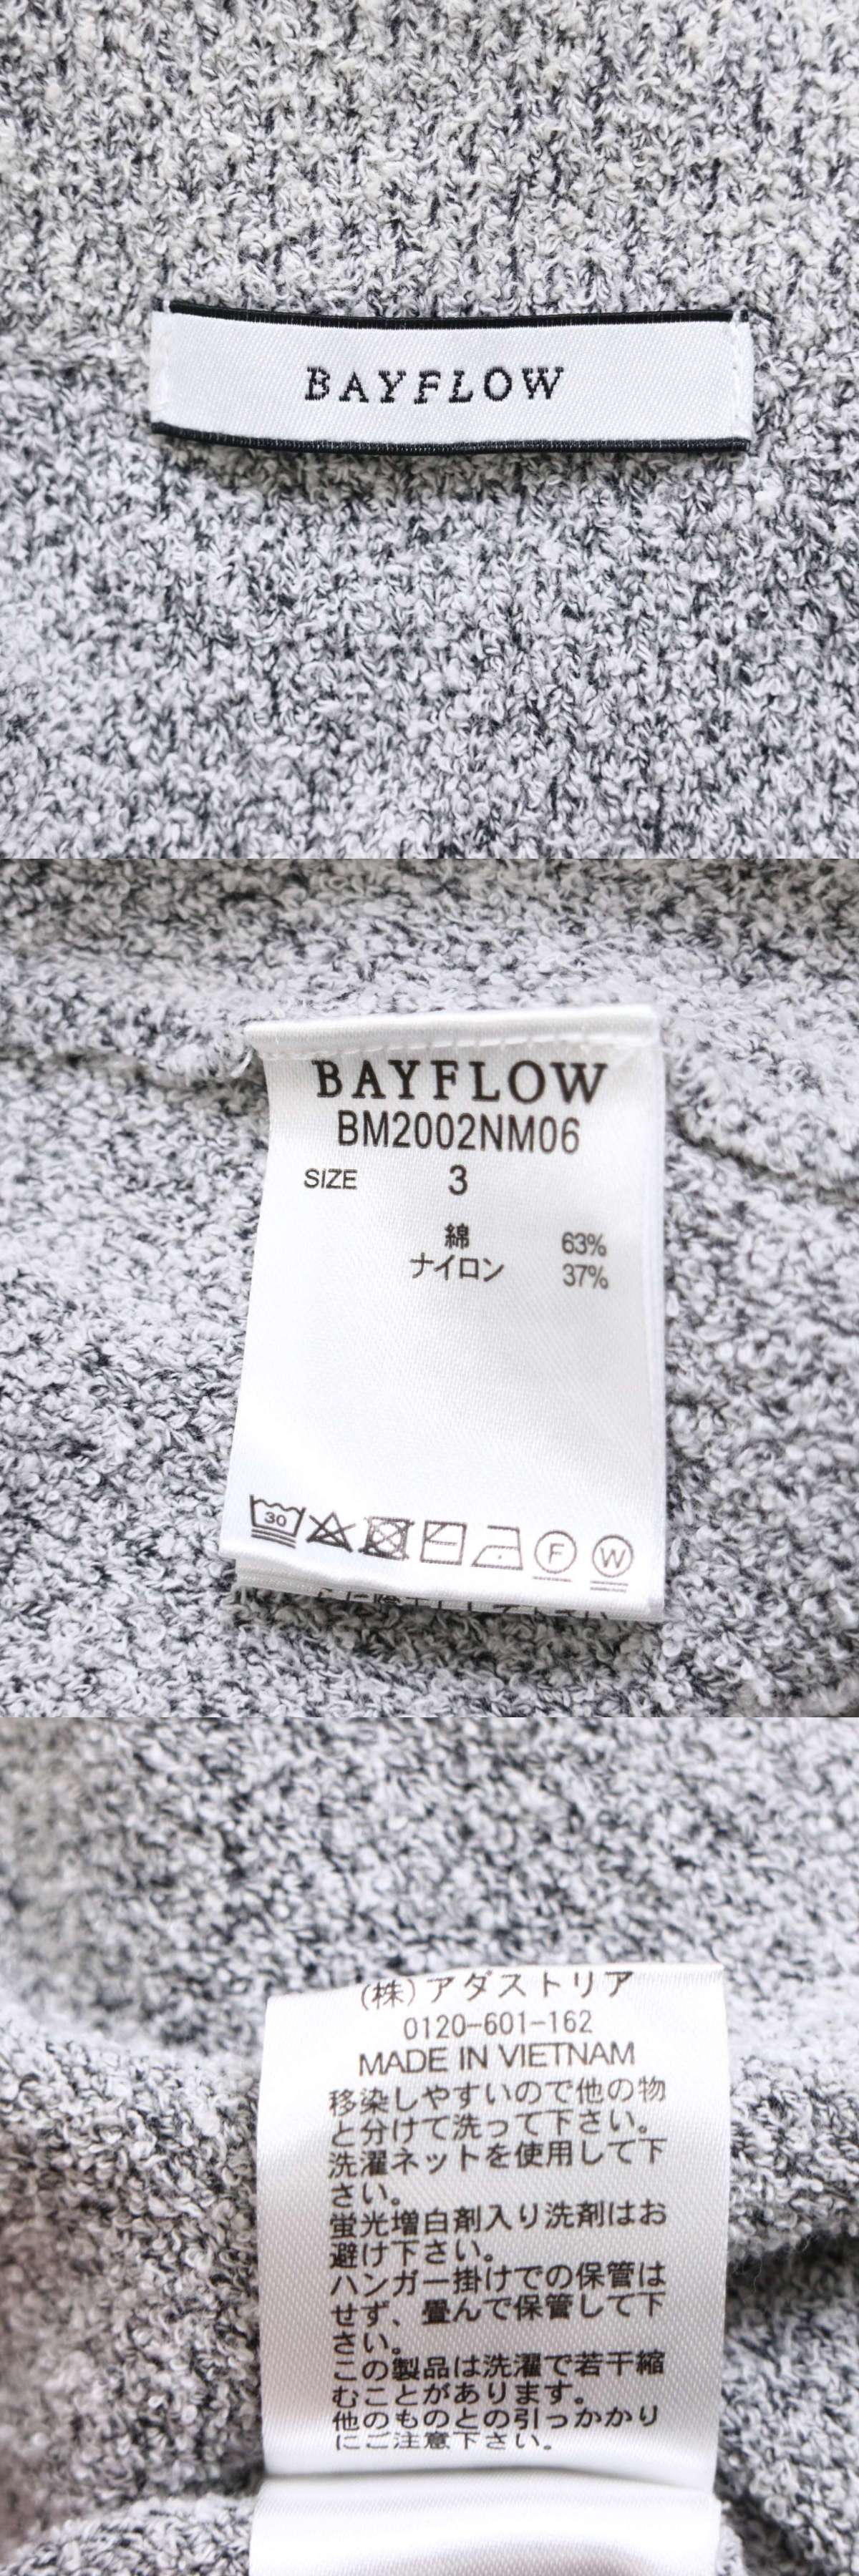 BAYFLOW
BAYFLOW
BM2002NM06
SIZE 3
綿 63%
ナイロン 37%
30
F
W
(株)アダストリア
0120-601-162
MADE IN VIETNAM
移染しやすいので他の物
と分けて洗って下さい。
洗濯ネットを使用して下
さい。
蛍光増白剤入り洗剤はお
避け下さい。
ハンガー掛けでの保管は
せず、畳んで保管して下
さい。
この製品は洗濯で若干縮
むことがあります。
他のものとの引っかかり
にご注意下さい。